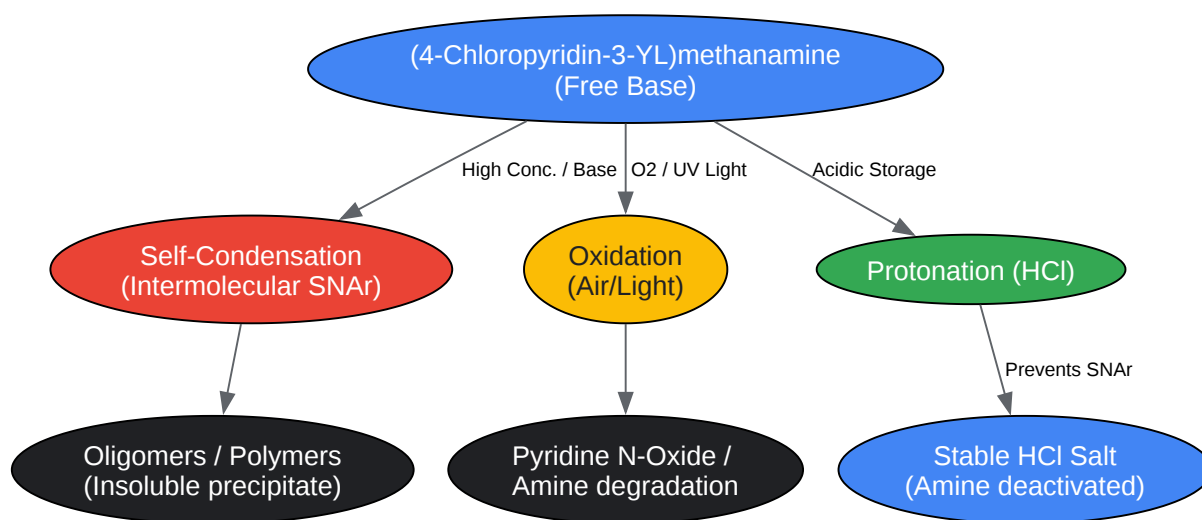 (4-Chloropyridin-3-YL)methanamine
(Free Base)
High Conc. / Base
O2 / UV Light
Acidic Storage
Self-Condensation
(Intermolecular SNAr)
Oxidation
(Air/Light)
Protonation (HCl)
Prevents SNAr
Oligomers / Polymers
(Insoluble precipitate)
Pyridine N-Oxide /
Amine degradation
Stable HCl Salt
(Amine deactivated)